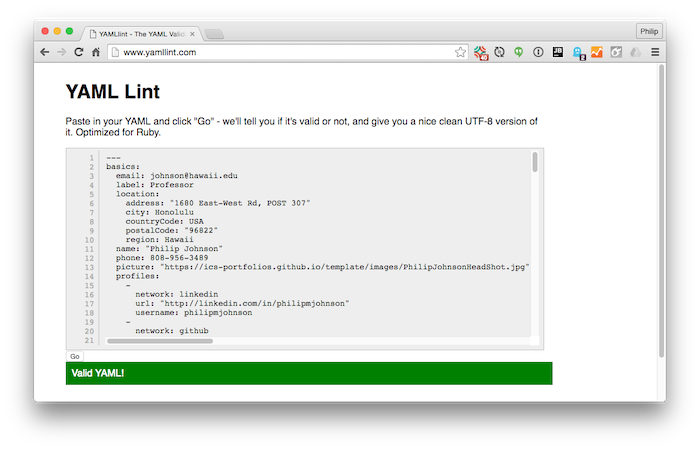 YAMLlint - The YAML Valid
Philip
www.yamllint.com
40
JB
2
YAML Lint
Paste in your YAML and click "Go" - we'll tell you if it's valid or not, and give you a nice clean UTF-8 version of
it. Optimized for Ruby.
1 ---
2 basics:
3 email: johnson@hawaii.edu
4 label: Professor
5 location:
6 address: "1680 East-West Rd, POST 307"
7 city: Honolulu
8 countryCode: USA
9 postalCode: "96822"
10 region: Hawaii
11 name: "Philip Johnson"
12 phone: 808-956-3489
13 picture: "https://ics-portfolios.github.io/template/images/PhilipJohnsonHeadShot.jpg"
14 profiles:
15 -
16 network: linkedin
17 url: "http://linkedin.com/in/philipmjohnson"
18 username: philipmjohnson
19 -
20 network: github
21
Go
Valid YAML!